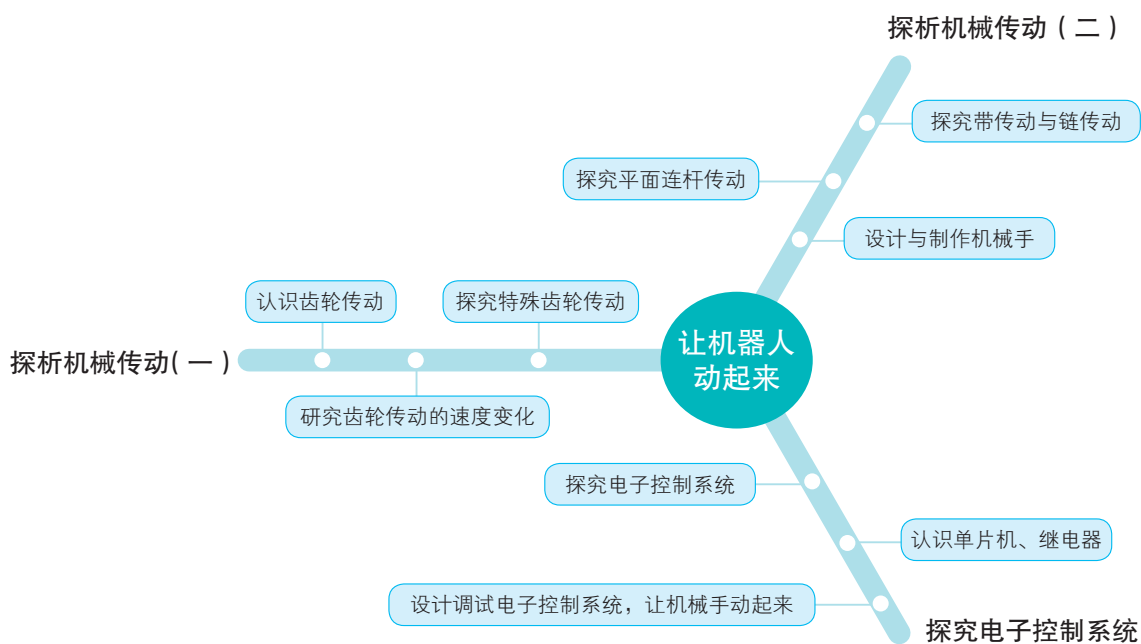 探析机械传动（二）
探究带传动与链传动
探究平面连杆传动
设计与制作机械手
认识齿轮传动
探究特殊齿轮传动
让机器人
动起来
探析机械传动(一)
研究齿轮传动的速度变化
探究电子控制系统
认识单片机、继电器
设计调试电子控制系统，让机械手动起来
探究电子控制系统